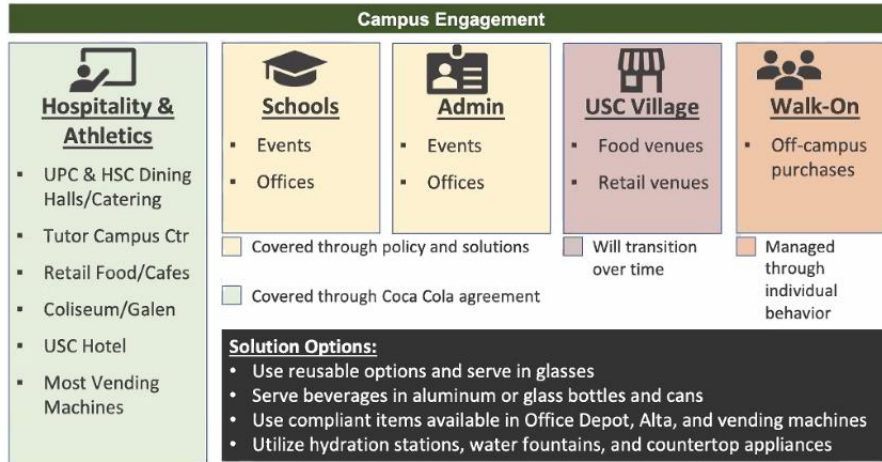 Campus Engagement
Hospitality &
Athletics
▪ UPC & HSC Dining
Halls/Catering
▪ Tutor Campus Ctr
▪ Retail Food/Cafes
▪ Coliseum/Galen
▪ USC Hotel
▪ Most Vending
Machines
Schools
▪ Events
▪ Offices
Admin
▪ Events
▪ Offices
USC Village
▪ Food venues
▪ Retail venues
Walk-On
▪ Off-campus
purchases
Covered through policy and solutions
Will transition
over time
Managed
through
individual
behavior
Covered through Coca Cola agreement
Solution Options:
• Use reusable options and serve in glasses
• Serve beverages in aluminum or glass bottles and cans
• Use compliant items available in Office Depot, Alta, and vending machines
• Utilize hydration stations, water fountains, and countertop appliances